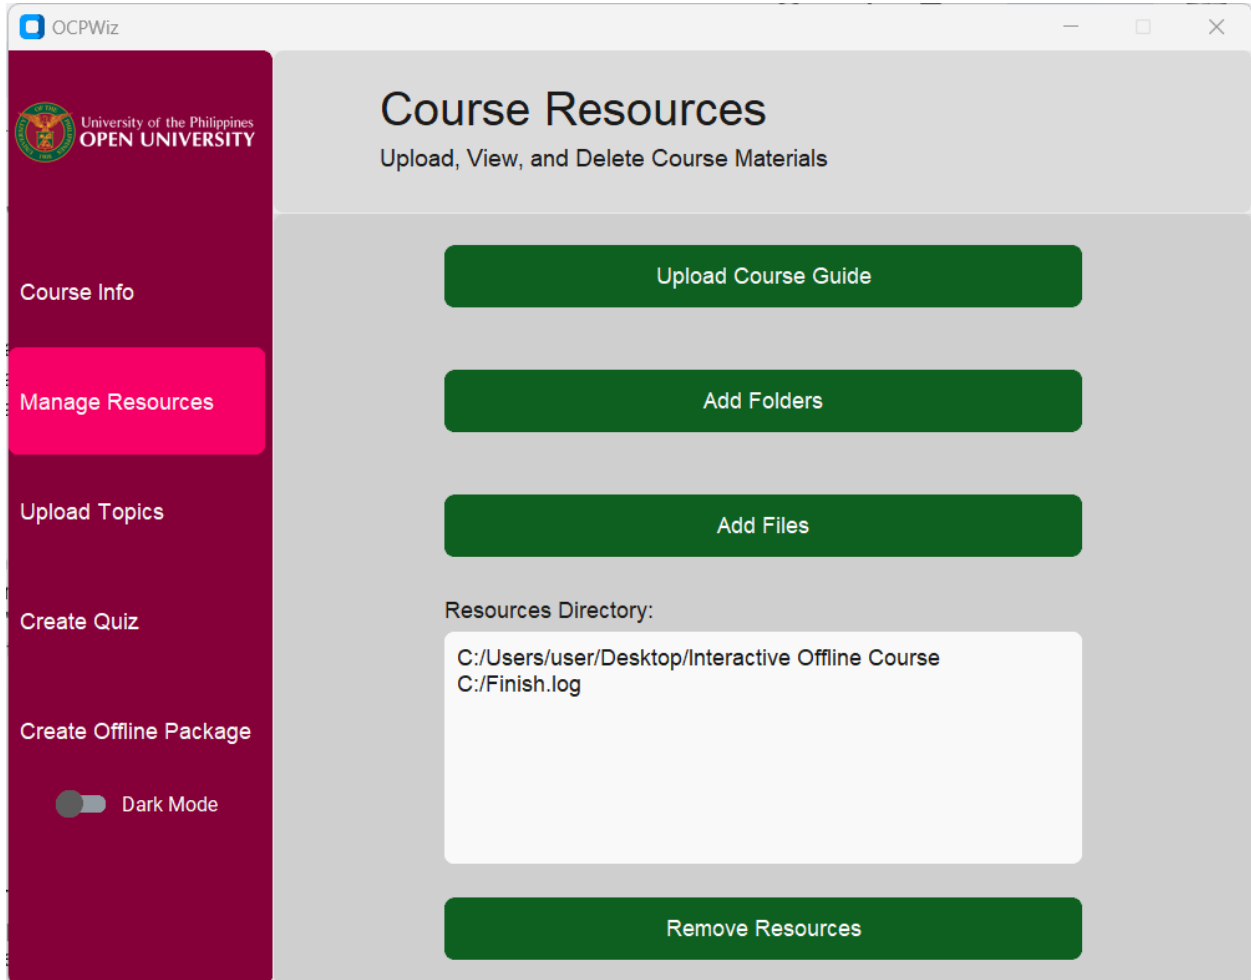 OCPWiz
University of the Philippines
OPEN UNIVERSITY
Course Info
Manage Resources
Upload Topics
Create Quiz
Create Offline Package
Dark Mode
Course Resources
Upload, View, and Delete Course Materials
Upload Course Guide
Add Folders
Add Files
Resources Directory:
C:/Users/user/Desktop/Interactive Offline Course
C:/Finish.log
Remove Resources